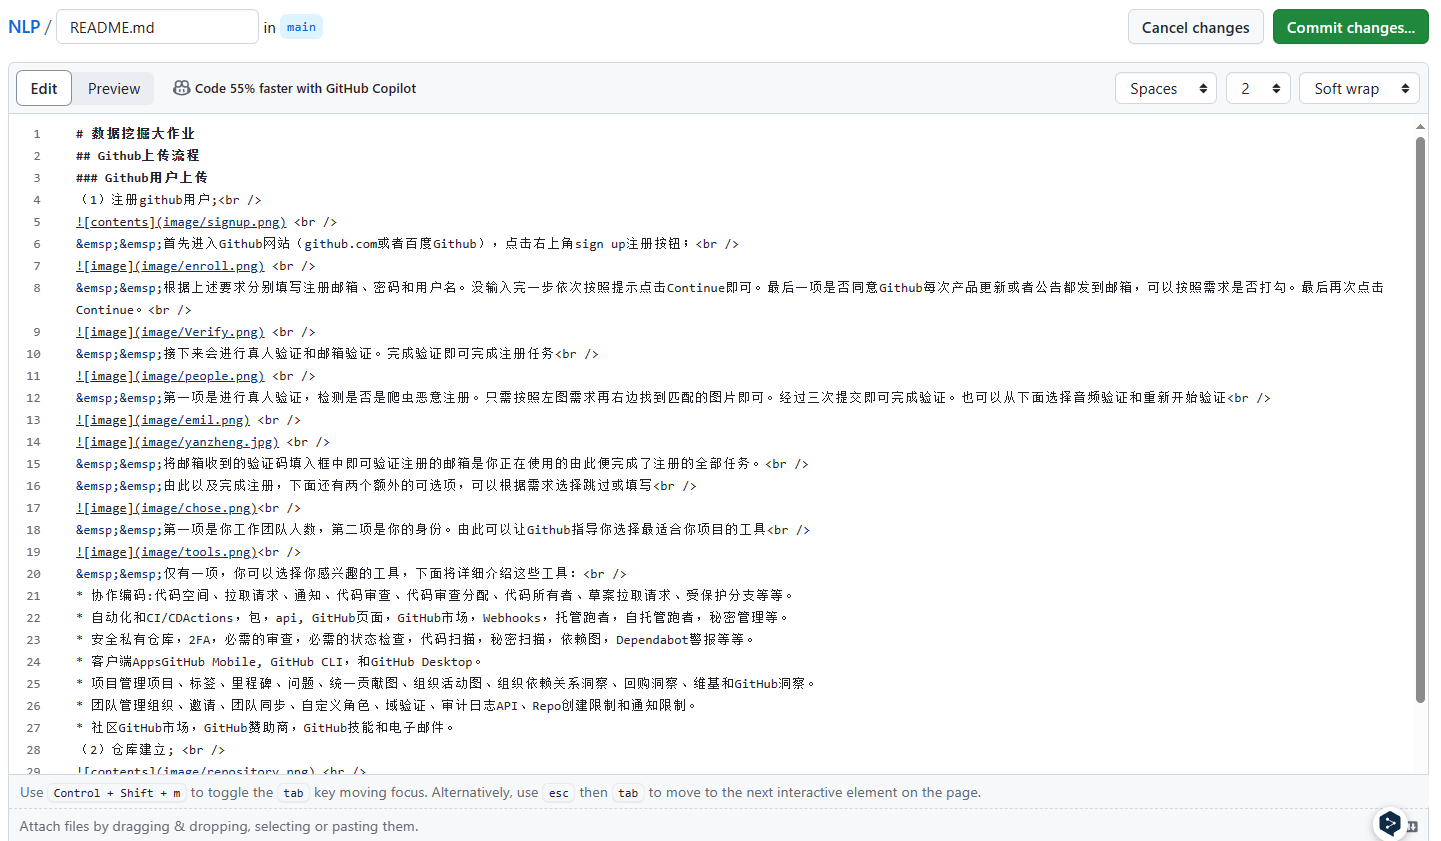 NLP / README.md in main Cancel changes Commit changes...
Edit Preview Code 55% faster with GitHub Copilot Spaces 2 Soft wrap
1 # 数据挖掘大作业
2 ## Github上传流程
3 ### Github用户上传
4 （1）注册github用户;<br />
5 ![contents](image/signup.png) <br />
6 &emsp;&emsp;首先进入Github网站（github.com或者百度Github），点击右上角sign up注册按钮；<br />
7 ![image](image/enroll.png) <br />
8 &emsp;&emsp;根据上述要求分别填写注册邮箱、密码和用户名。没输入完一步依次按照提示点击Continue即可。最后一项是否同意Github每次产品更新或者公告都发到邮箱，可以按照需求是否打勾。最后再次点击
Continue。<br />
9 ![image](image/Verify.png) <br />
10 &emsp;&emsp;接下来会进行真人验证和邮箱验证。完成验证即可完成注册任务<br />
11 ![image](image/people.png) <br />
12 &emsp;&emsp;第一项是进行真人验证，检测是否是爬虫恶意注册。只需按照左图需求再右边找到匹配的图片即可。经过三次提交即可完成验证。也可以从下面选择音频验证和重新开始验证<br />
13 ![image](image/emil.png) <br />
14 ![image](image/yanzheng.jpg) <br />
15 &emsp;&emsp;将邮箱收到的验证码填入框中即可验证注册的邮箱是你正在使用的由此便完成了注册的全部任务。<br />
16 &emsp;&emsp;由此以及完成注册，下面还有两个额外的可选项，可以根据需求选择跳过或填写<br />
17 ![image](image/chose.png)<br />
18 &emsp;&emsp;第一项是你工作团队人数，第二项是你的身份。由此可以让Github指导你选择最适合你项目的工具<br />
19 ![image](image/tools.png)<br />
20 &emsp;&emsp;仅有一项，你可以选择你感兴趣的工具，下面将详细介绍这些工具：<br />
21 * 协作编码:代码空间、拉取请求、通知、代码审查、代码审查分配、代码所有者、草案拉取请求、受保护分支等等。
22 * 自动化和CI/CDActions，包，api, GitHub页面，GitHub市场，Webhooks，托管跑者，自托管跑者，秘密管理等。
23 * 安全私有仓库，2FA，必需的审查，必需的状态检查，代码扫描，秘密扫描，依赖图，Dependabot警报等等。
24 * 客户端AppsGitHub Mobile, GitHub CLI，和GitHub Desktop。
25 * 项目管理项目、标签、里程碑、问题、统一贡献图、组织活动图、组织依赖关系洞察、回购洞察、维基和GitHub洞察。
26 * 团队管理组织、邀请、团队同步、自定义角色、域验证、审计日志API、Repo创建限制和通知限制。
27 * 社区GitHub市场，GitHub赞助商，GitHub技能和电子邮件。
28 （2）仓库建立; <br />
29 ![contents](image/repository.png) <br />
Use Control + Shift + m to toggle the tab key moving focus. Alternatively, use esc then tab to move to the next interactive element on the page.
Attach files by dragging & dropping, selecting or pasting them.